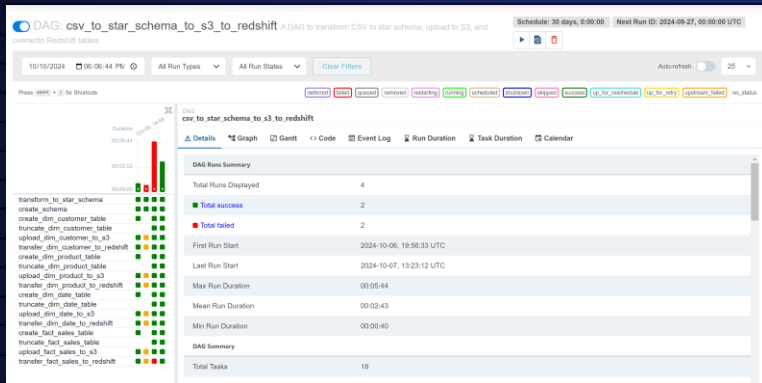 DAG: csv_to_star_schema_to_s3_to_redshift A DAG to transform CSV to star schema, upload to S3, and overwrite Redshift tables
Schedule: 30 days, 0:00:00 Next Run ID: 2024-09-27, 00:00:00 UTC
10/10/2024 06:06:44 PM All Run Types All Run States Clear Filters Auto-refresh 25
Press shift + / for Shortcuts
deferred failed queued removed restarting running scheduled shutdown skipped success up_for_reschedule up_for_retry upstream_failed no_status
DAG
csv_to_star_schema_to_s3_to_redshift
Details Graph Gantt <> Code Event Log Run Duration Task Duration Calendar
Duration
Oct 06, 19:56
00:05:44
00:02:52
00:00:00
transform_to_star_schema
create_schema
create_dim_customer_table
truncate_dim_customer_table
upload_dim_customer_to_s3
transfer_dim_customer_to_redshift
create_dim_product_table
truncate_dim_product_table
upload_dim_product_to_s3
transfer_dim_product_to_redshift
create_dim_date_table
truncate_dim_date_table
upload_dim_date_to_s3
transfer_dim_date_to_redshift
create_fact_sales_table
truncate_fact_sales_table
upload_fact_sales_to_s3
transfer_fact_sales_to_redshift
DAG Runs Summary
Total Runs Displayed 4
Total success 2
Total failed 2
First Run Start 2024-10-06, 19:56:33 UTC
Last Run Start 2024-10-07, 13:23:12 UTC
Max Run Duration 00:05:44
Mean Run Duration 00:02:43
Min Run Duration 00:00:40
DAG Summary
Total Tasks 18